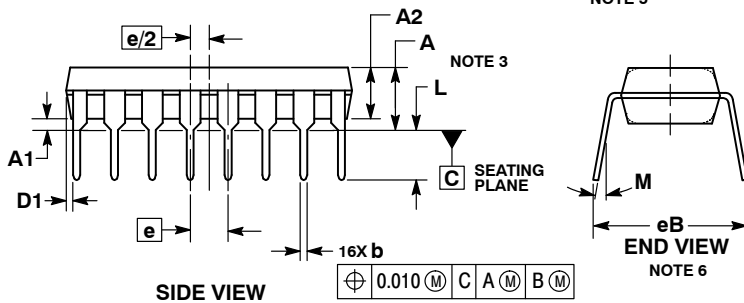 NOTE 5
A2
e/2
A
NOTE 3
L
A1
C SEATING PLANE
D1
M
e
eB
16X b
END VIEW
NOTE 6
⌖ 0.010 Ⓜ C A Ⓜ B Ⓜ
SIDE VIEW